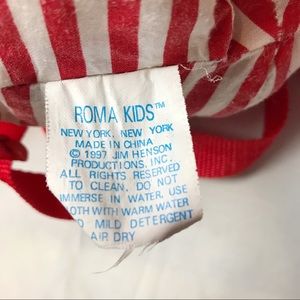 ROMA KIDS™
NEW YORK, NEW YORK
MADE IN CHINA
© 1997 JIM HENSON
PRODUCTIONS, INC.
ALL RIGHTS RESERVED
TO CLEAN, DO NOT
IMMERSE IN WATER. USE
OTH WITH WARM WATER
D MILD DETERGENT
AIR DRY